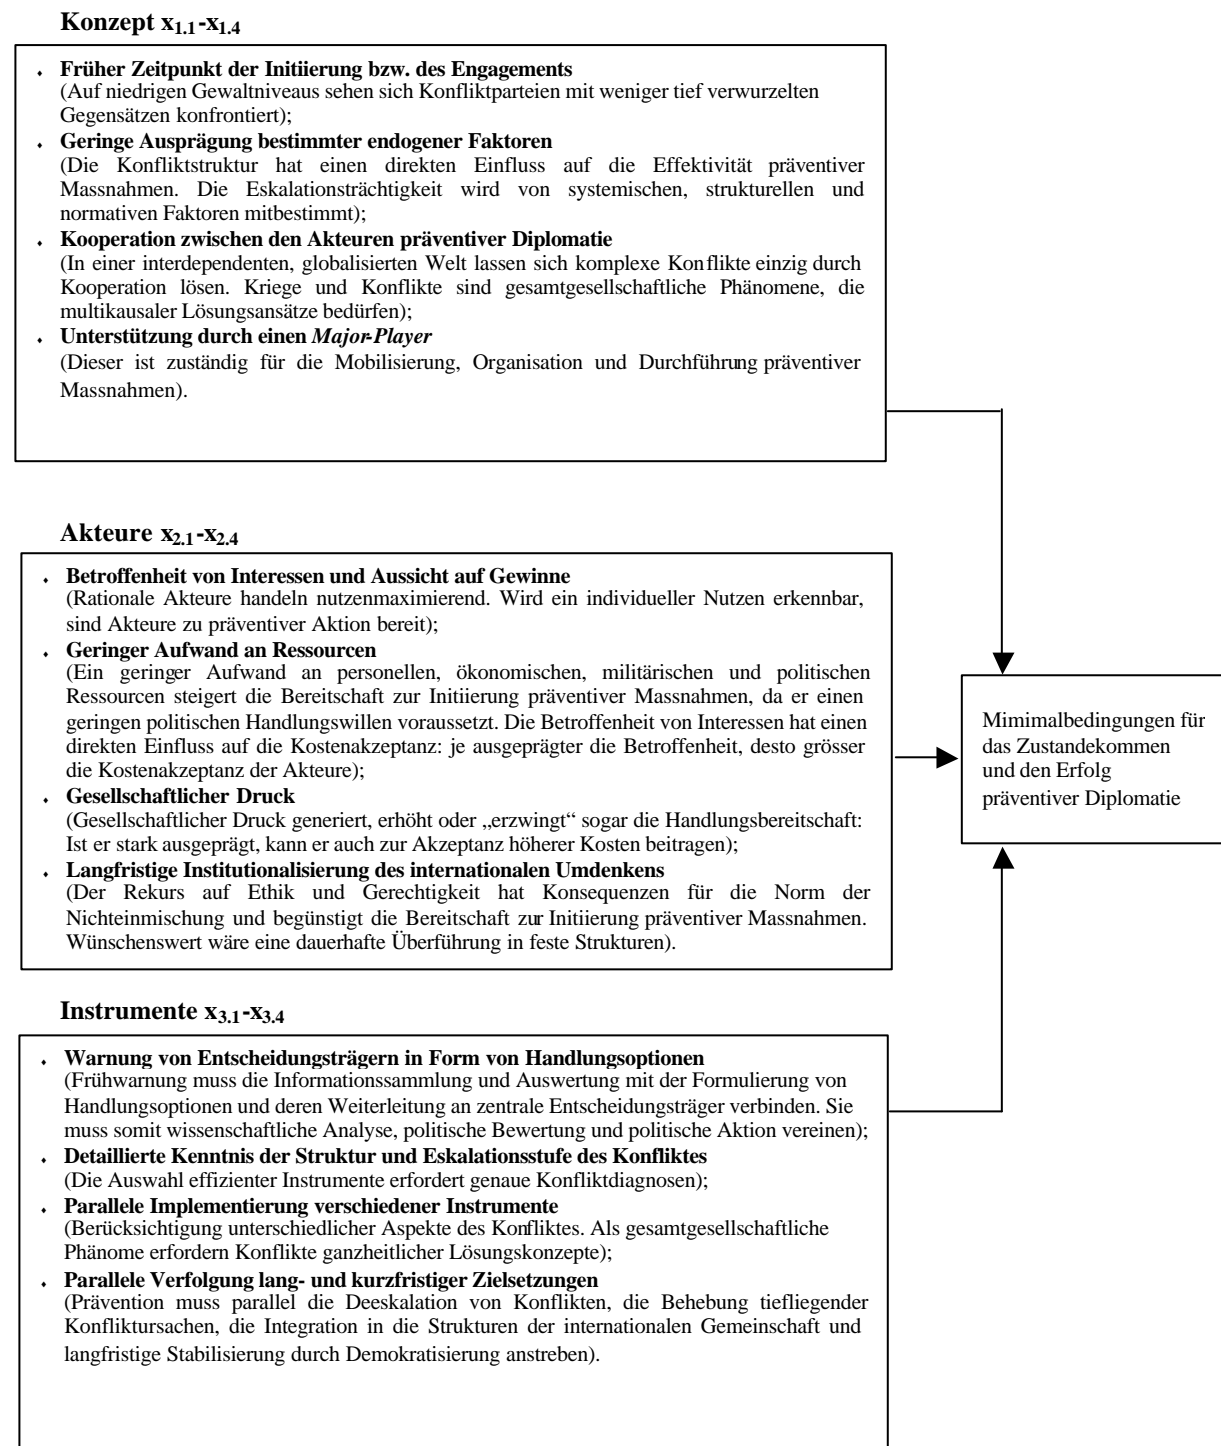 Konzept x1.1-x1.4
Früher Zeitpunkt der Initiierung bzw. des Engagements
(Auf niedrigen Gewaltniveaus sehen sich Konfliktparteien mit weniger tief verwurzelten
Gegensätzen konfrontiert);
Geringe Ausprägung bestimmter endogener Faktoren
(Die Konfliktstruktur hat einen direkten Einfluss auf die Effektivität präventiver
Massnahmen. Die Eskalationsträchtigkeit wird von systemischen, strukturellen und
normativen Faktoren mitbestimmt);
Kooperation zwischen den Akteuren präventiver Diplomatie
(In einer interdependenten, globalisierten Welt lassen sich komplexe Konflikte einzig durch
Kooperation lösen. Kriege und Konflikte sind gesamtgesellschaftliche Phänomene, die
multikausaler Lösungsansätze bedürfen);
Unterstützung durch einen Major-Player
(Dieser ist zuständig für die Mobilisierung, Organisation und Durchführung präventiver
Massnahmen).
Akteure x2.1-x2.4
Betroffenheit von Interessen und Aussicht auf Gewinne
(Rationale Akteure handeln nutzenmaximierend. Wird ein individueller Nutzen erkennbar,
sind Akteure zu präventiver Aktion bereit);
Geringer Aufwand an Ressourcen
(Ein geringer Aufwand an personellen, ökonomischen, militärischen und politischen
Ressourcen steigert die Bereitschaft zur Initiierung präventiver Massnahmen, da er einen
geringen politischen Handlungswillen voraussetzt. Die Betroffenheit von Interessen hat einen
direkten Einfluss auf die Kostenakzeptanz: je ausgeprägter die Betroffenheit, desto grösser
die Kostenakzeptanz der Akteure);
Gesellschaftlicher Druck
(Gesellschaftlicher Druck generiert, erhöht oder „erzwingt“ sogar die Handlungsbereitschaft:
Ist er stark ausgeprägt, kann er auch zur Akzeptanz höherer Kosten beitragen);
Langfristige Institutionalisierung des internationalen Umdenkens
(Der Rekurs auf Ethik und Gerechtigkeit hat Konsequenzen für die Norm der
Nichteinmischung und begünstigt die Bereitschaft zur Initiierung präventiver Massnahmen.
Wünschenswert wäre eine dauerhafte Überführung in feste Strukturen).
Mimimalbedingungen für
das Zustandekommen
und den Erfolg
präventiver Diplomatie
Instrumente x3.1-x3.4
Warnung von Entscheidungsträgern in Form von Handlungsoptionen
(Frühwarnung muss die Informationssammlung und Auswertung mit der Formulierung von
Handlungsoptionen und deren Weiterleitung an zentrale Entscheidungsträger verbinden. Sie
muss somit wissenschaftliche Analyse, politische Bewertung und politische Aktion vereinen);
Detaillierte Kenntnis der Struktur und Eskalationsstufe des Konfliktes
(Die Auswahl effizienter Instrumente erfordert genaue Konfliktdiagnosen);
Parallele Implementierung verschiedener Instrumente
(Berücksichtigung unterschiedlicher Aspekte des Konfliktes. Als gesamtgesellschaftliche
Phänome erfordern Konflikte ganzheitlicher Lösungskonzepte);
Parallele Verfolgung lang- und kurzfristiger Zielsetzungen
(Prävention muss parallel die Deeskalation von Konflikten, die Behebung tiefliegender
Konfliktursachen, die Integration in die Strukturen der internationalen Gemeinschaft und
langfristige Stabilisierung durch Demokratisierung anstreben).